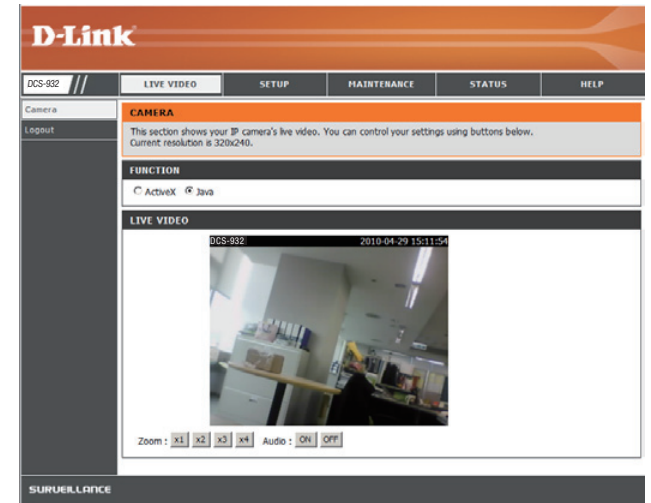 D-Link
DCS-932 // LIVE VIDEO SETUP MAINTENANCE STATUS HELP
Camera
Logout
CAMERA
This section shows your IP camera's live video. You can control your settings using buttons below.
Current resolution is 320x240.
FUNCTION
ActiveX Java
LIVE VIDEO
DCS-932 2010-04-29 15:11:54
Zoom : x1 x2 x3 x4 Audio : ON OFF
SURVEILLANCE